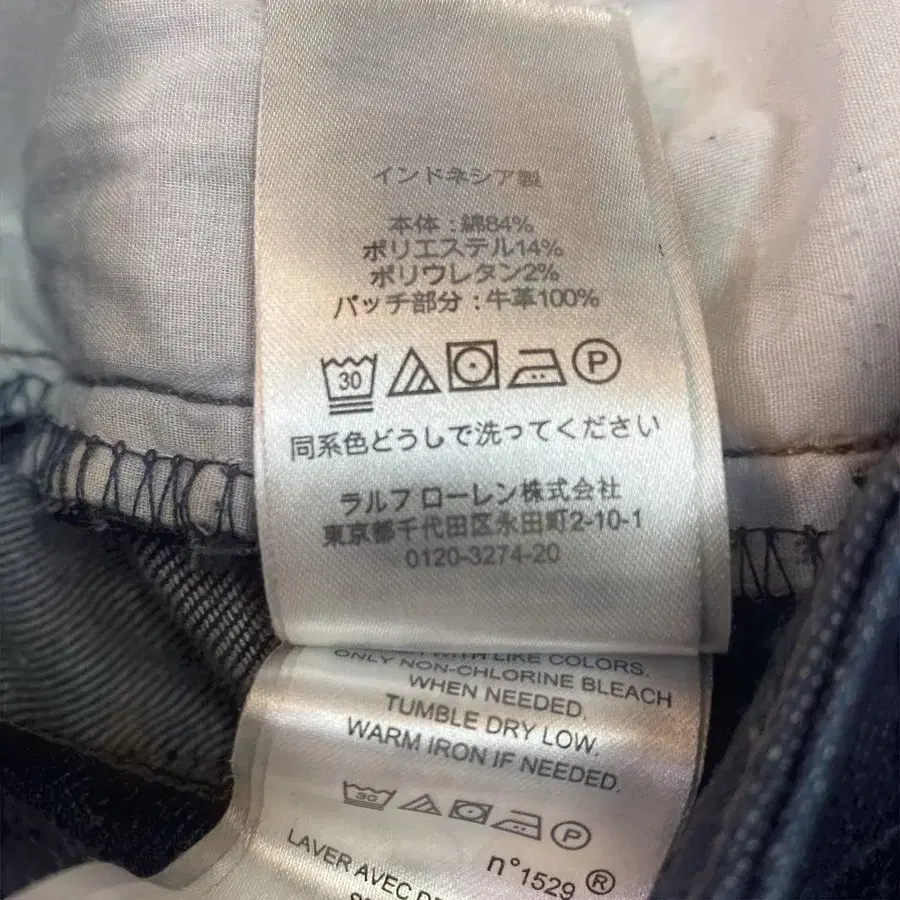 インドネシア製
本体：綿84%
ポリエステル14%
ポリウレタン2%
パッチ部分：牛革100%
30 P
同系色どうしで洗ってください
ラルフ ローレン株式会社
東京都千代田区永田町2-10-1
0120-3274-20
WITH LIKE COLORS.
ONLY NON-CHLORINE BLEACH
WHEN NEEDED.
TUMBLE DRY LOW.
WARM IRON IF NEEDED.
30 P
n°1529 ®
LAVER AVEC